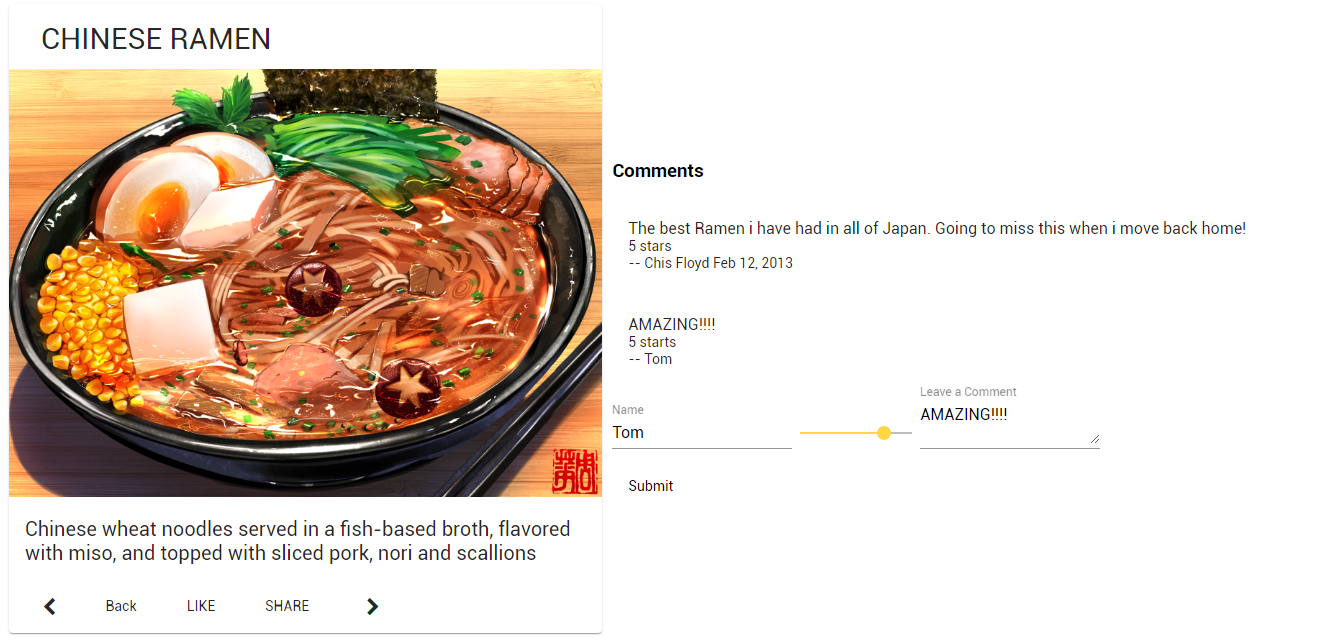 CHINESE RAMEN
Chinese wheat noodles served in a fish-based broth, flavored
with miso, and topped with sliced pork, nori and scallions
Back
LIKE
SHARE
Comments
The best Ramen i have had in all of Japan. Going to miss this when i move back home!
5 stars
-- Chis Floyd Feb 12, 2013
AMAZING!!!!
5 starts
-- Tom
Name
Tom
Leave a Comment
AMAZING!!!!
Submit